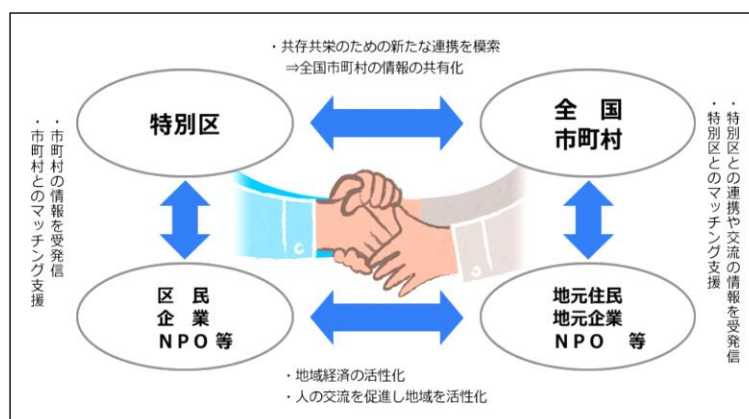 ・共存共栄のための新たな連携を模索
⇒全国市町村の情報の共有化
特別区
全　国
市町村
・市町村の情報を受発信
・市町村とのマッチング支援
・特別区との連携や交流の情報を受発信
・特別区とのマッチング支援
区　民
企　業
ＮＰＯ 等
地元住民
地元企業
ＮＰＯ　等
・地域経済の活性化
・人の交流を促進し地域を活性化